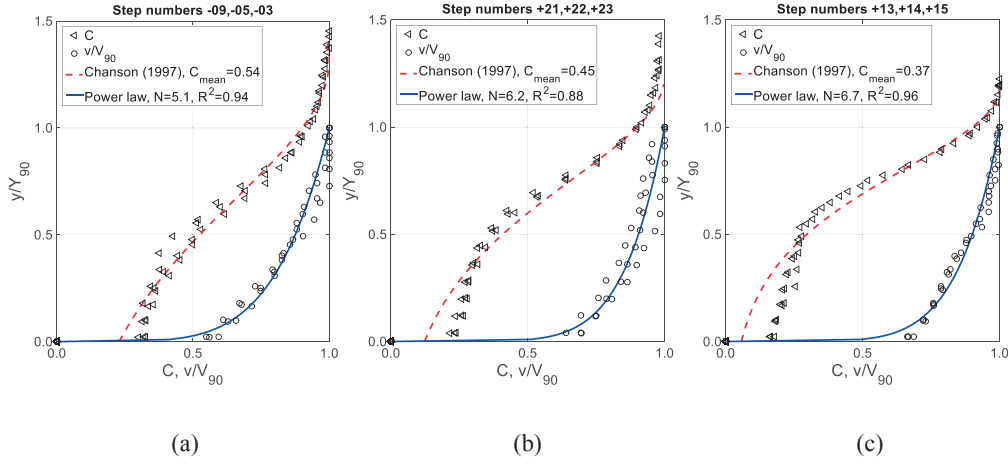 Step numbers -09,-05,-03
1.5
1.0
0.5
0.0
y/Y90
C
v/V90
Chanson (1997), Cmean=0.54
Power law, N=5.1, R2=0.94
0.0
0.5
1.0
C, v/V90
(a)
Step numbers +21,+22,+23
1.5
1.0
0.5
0.0
y/Y90
C
v/V90
Chanson (1997), Cmean=0.45
Power law, N=6.2, R2=0.88
0.0
0.5
1.0
C, v/V90
(b)
Step numbers +13,+14,+15
1.5
1.0
0.5
0.0
y/Y90
C
v/V90
Chanson (1997), Cmean=0.37
Power law, N=6.7, R2=0.96
0.0
0.5
1.0
C, v/V90
(c)